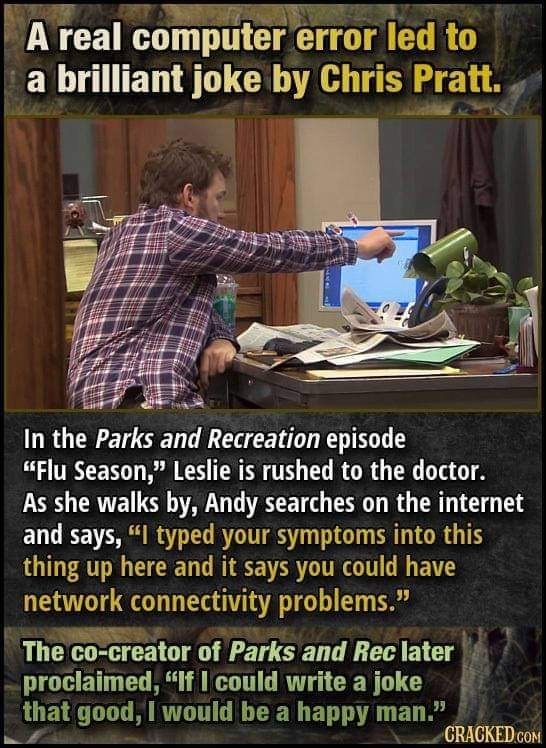 A real computer error led to
a brilliant joke by Chris Pratt.
In the Parks and Recreation episode
“Flu Season,” Leslie is rushed to the doctor.
As she walks by, Andy searches on the internet
and says, “I typed your symptoms into this
thing up here and it says you could have
network connectivity problems.”
The co-creator of Parks and Rec later
proclaimed, “If I could write a joke
that good, I would be a happy man.”
CRACKED.COM